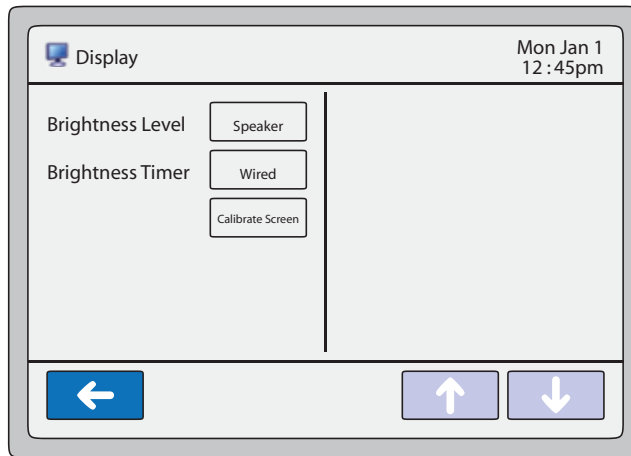 Display
Mon Jan 1
12:45pm
Brightness Level
Speaker
Brightness Timer
Wired
Calibrate Screen